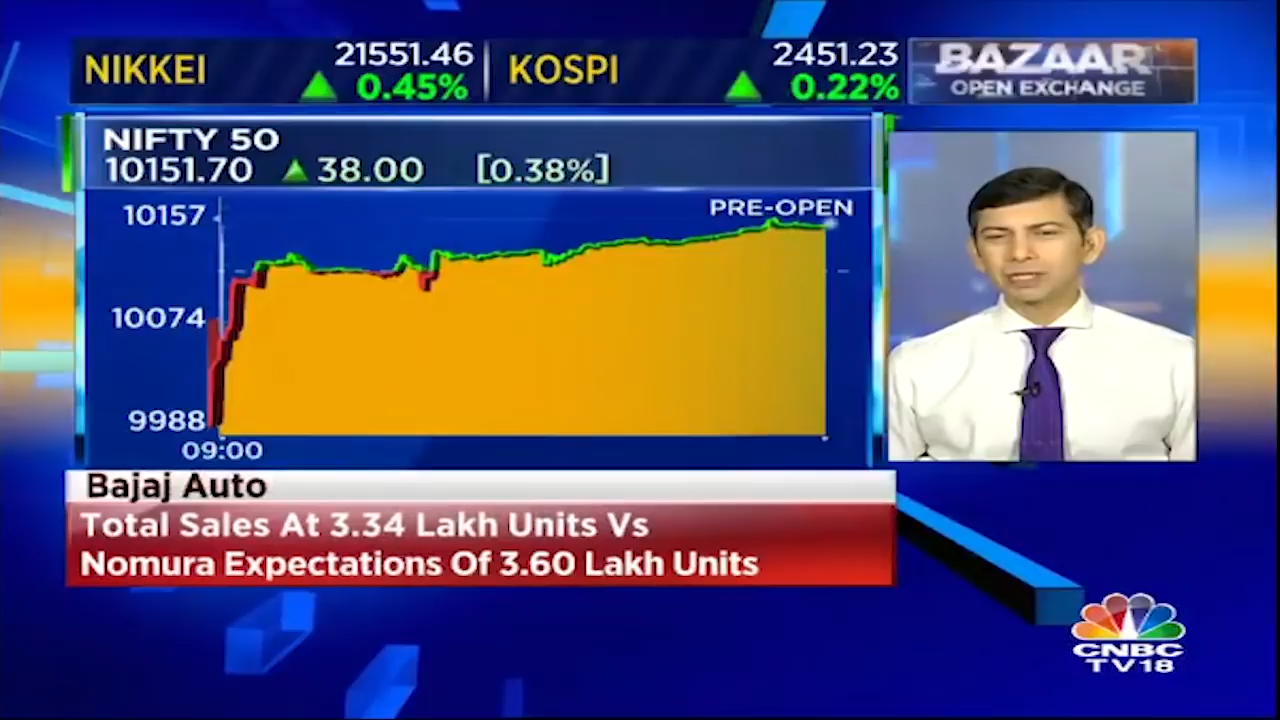 NIKKEI
21551.46
0.45%
KOSPI
2451.23
0.22%
BAZAAR
OPEN EXCHANGE
NIFTY 50
10151.70 38.00 [0.38%]
PRE-OPEN
10157
10074
9988
09:00
Bajaj Auto
Total Sales At 3.34 Lakh Units Vs
Nomura Expectations Of 3.60 Lakh Units
CNBC
TV18